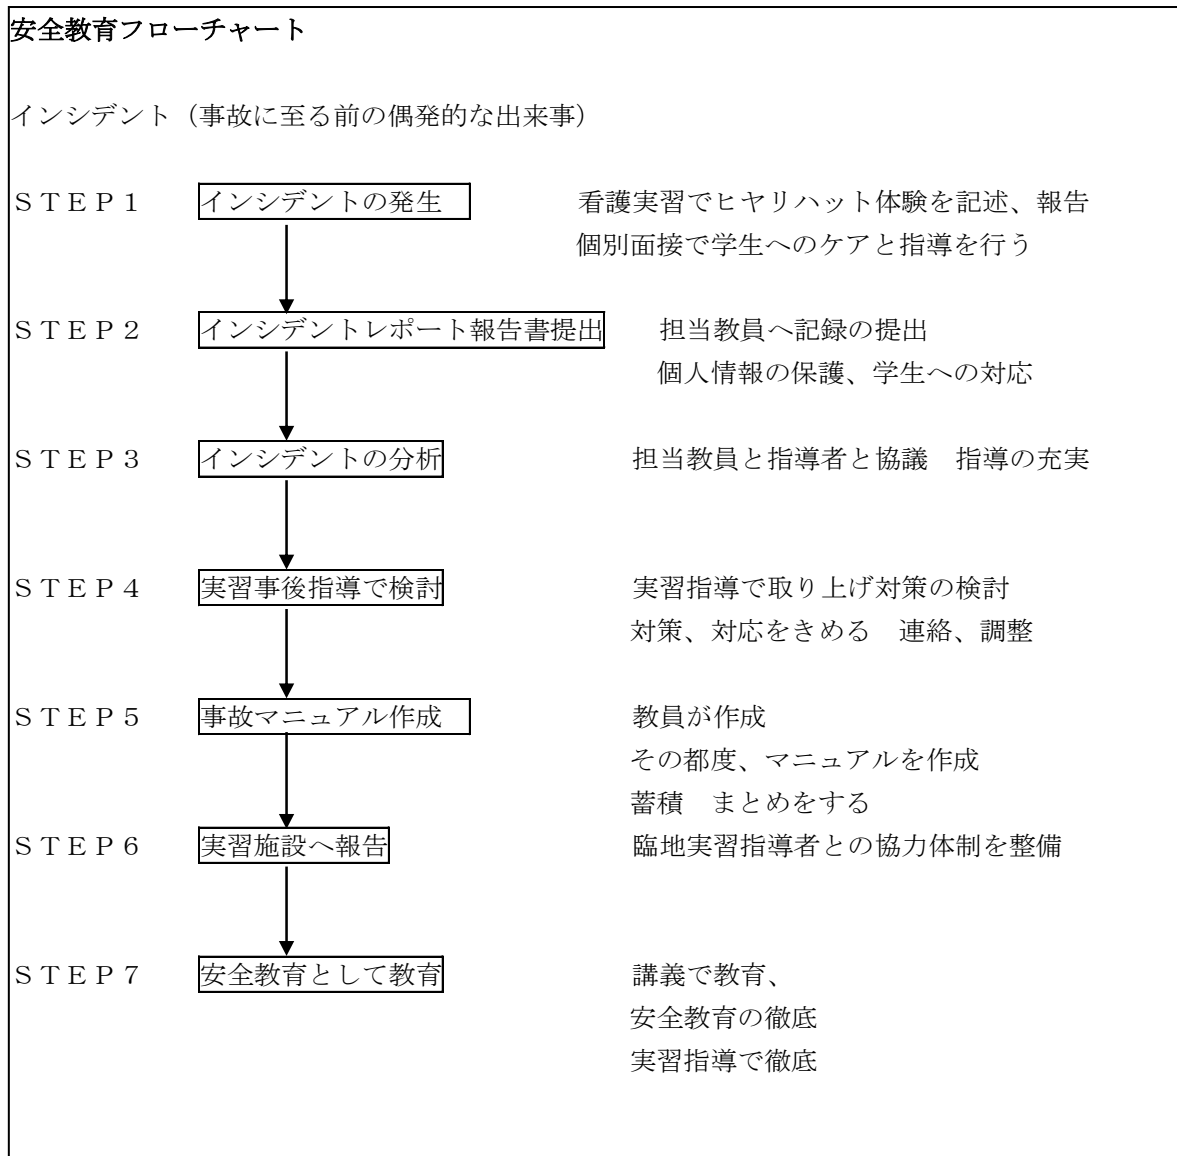 安全教育フローチャート
インシデント（事故に至る前の偶発的な出来事）
ＳＴＥＰ１　インシデントの発生　看護実習でヒヤリハット体験を記述、報告
個別面接で学生へのケアと指導を行う
ＳＴＥＰ２　インシデントレポート報告書提出　担当教員へ記録の提出
個人情報の保護、学生への対応
ＳＴＥＰ３　インシデントの分析　担当教員と指導者と協議　指導の充実
ＳＴＥＰ４　実習事後指導で検討　実習指導で取り上げ対策の検討
対策、対応をきめる　連絡、調整
ＳＴＥＰ５　事故マニュアル作成　教員が作成
その都度、マニュアルを作成
蓄積　まとめをする
ＳＴＥＰ６　実習施設へ報告　臨地実習指導者との協力体制を整備
ＳＴＥＰ７　安全教育として教育　講義で教育、
安全教育の徹底
実習指導で徹底